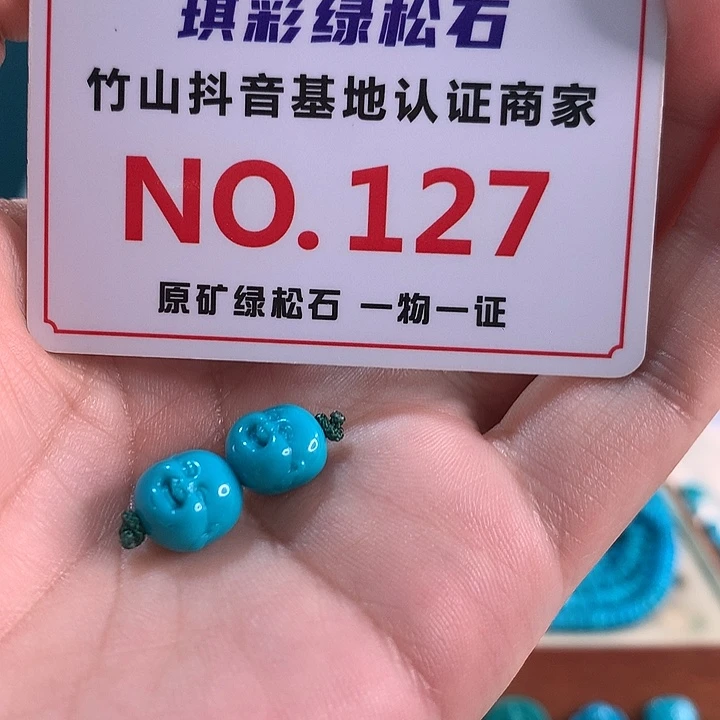 琪彩绿松石
竹山抖音基地认证商家
NO.127
原矿绿松石 一物一证